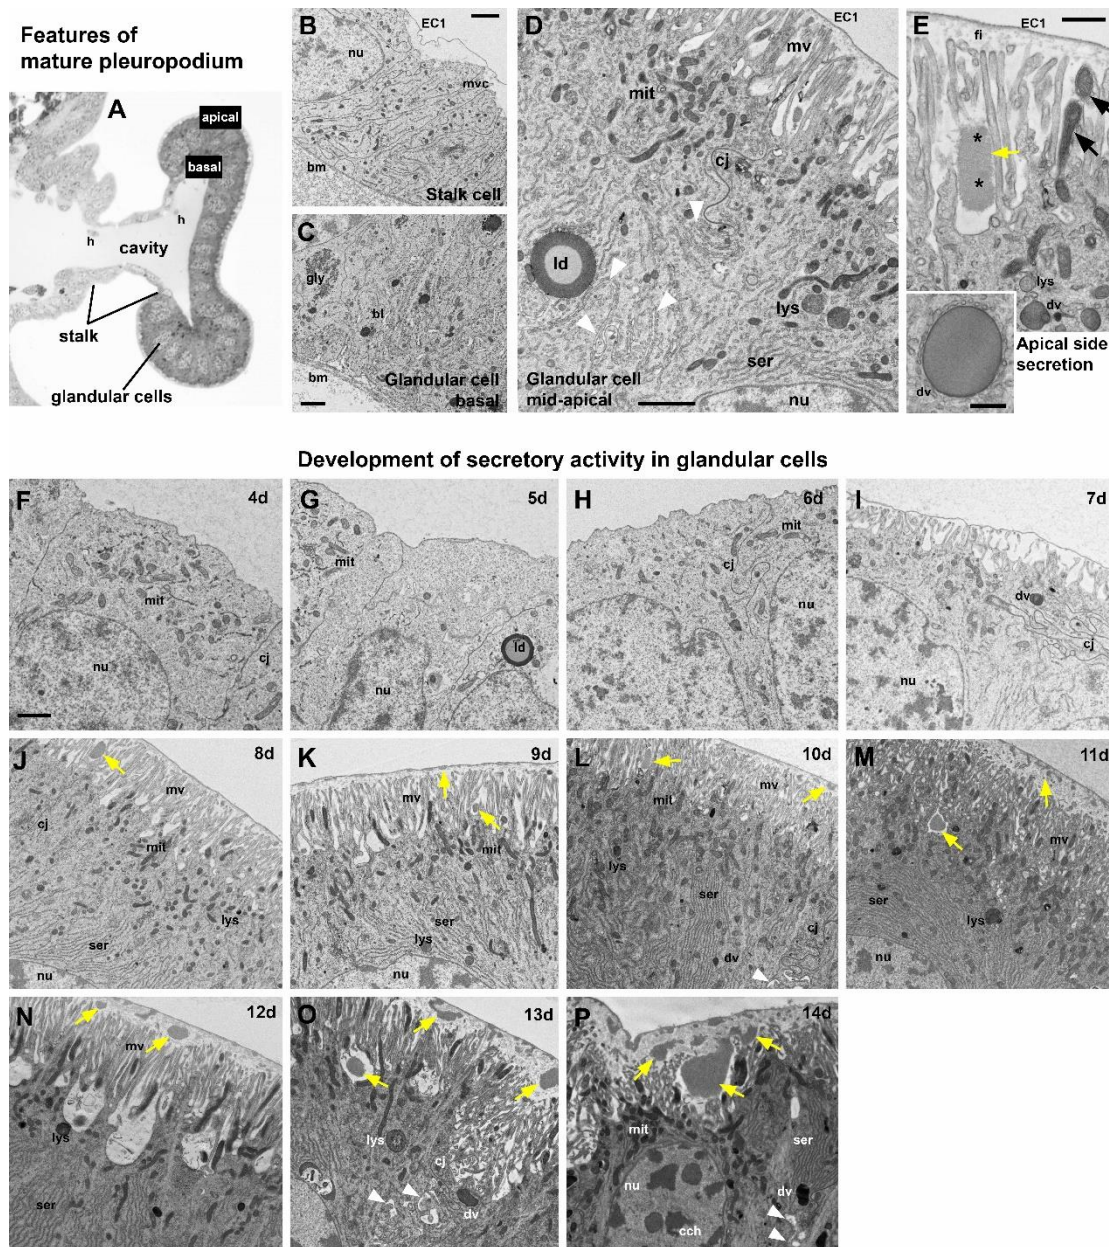 Features of
mature pleuropodium
A
apical
basal
h
h
cavity
stalk
glandular cells
B
EC1
nu
mvc
bm
Stalk cell
C
gly
bl
bm
Glandular cell
basal
D
EC1
mv
mit
cj
ld
lys
ser
Glandular cell
mid-apical
nu
E
EC1
fi
*
*
lys
dv
dv
Apical side
secretion
Development of secretory activity in glandular cells
F
4d
mit
nu
cj
G
5d
mit
ld
nu
H
6d
mit
cj
nu
I
7d
dv
cj
nu
J
8d
mv
cj
mit
lys
ser
nu
K
9d
mv
mit
ser
lys
nu
L
10d
mv
mit
lys
ser
cj
dv
M
11d
mv
ser
lys
nu
N
12d
mv
lys
ser
O
13d
lys
cj
dv
P
14d
mit
ser
nu
dv
cch